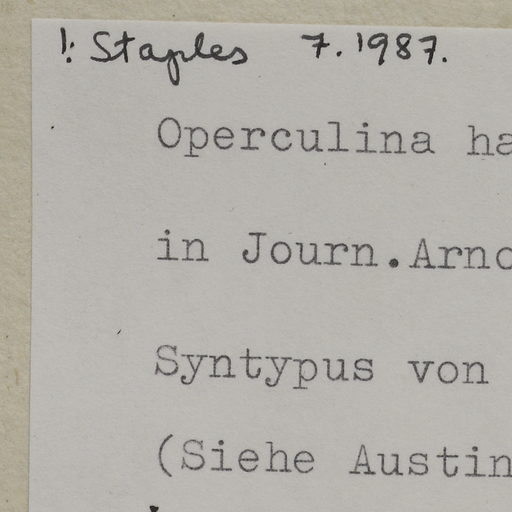 !: Staples 7.1987.
Operculina ha
in Journ.Arno
Syntypus von
(Siehe Austin